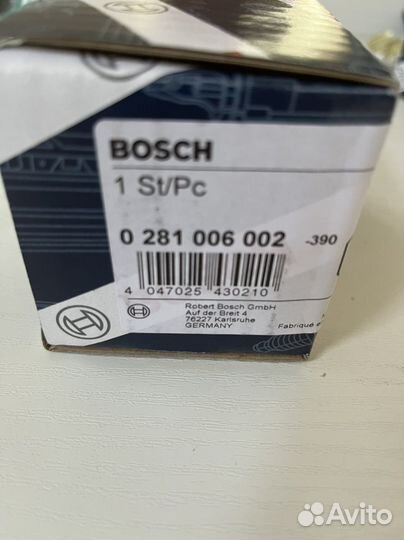 BOSCH
1 St/Pc
0 281 006 002 -390
4 047025 430210
Robert Bosch GmbH
Auf der Breit 4
76227 Karlsruhe
GERMANY
Fabrique e
Avito